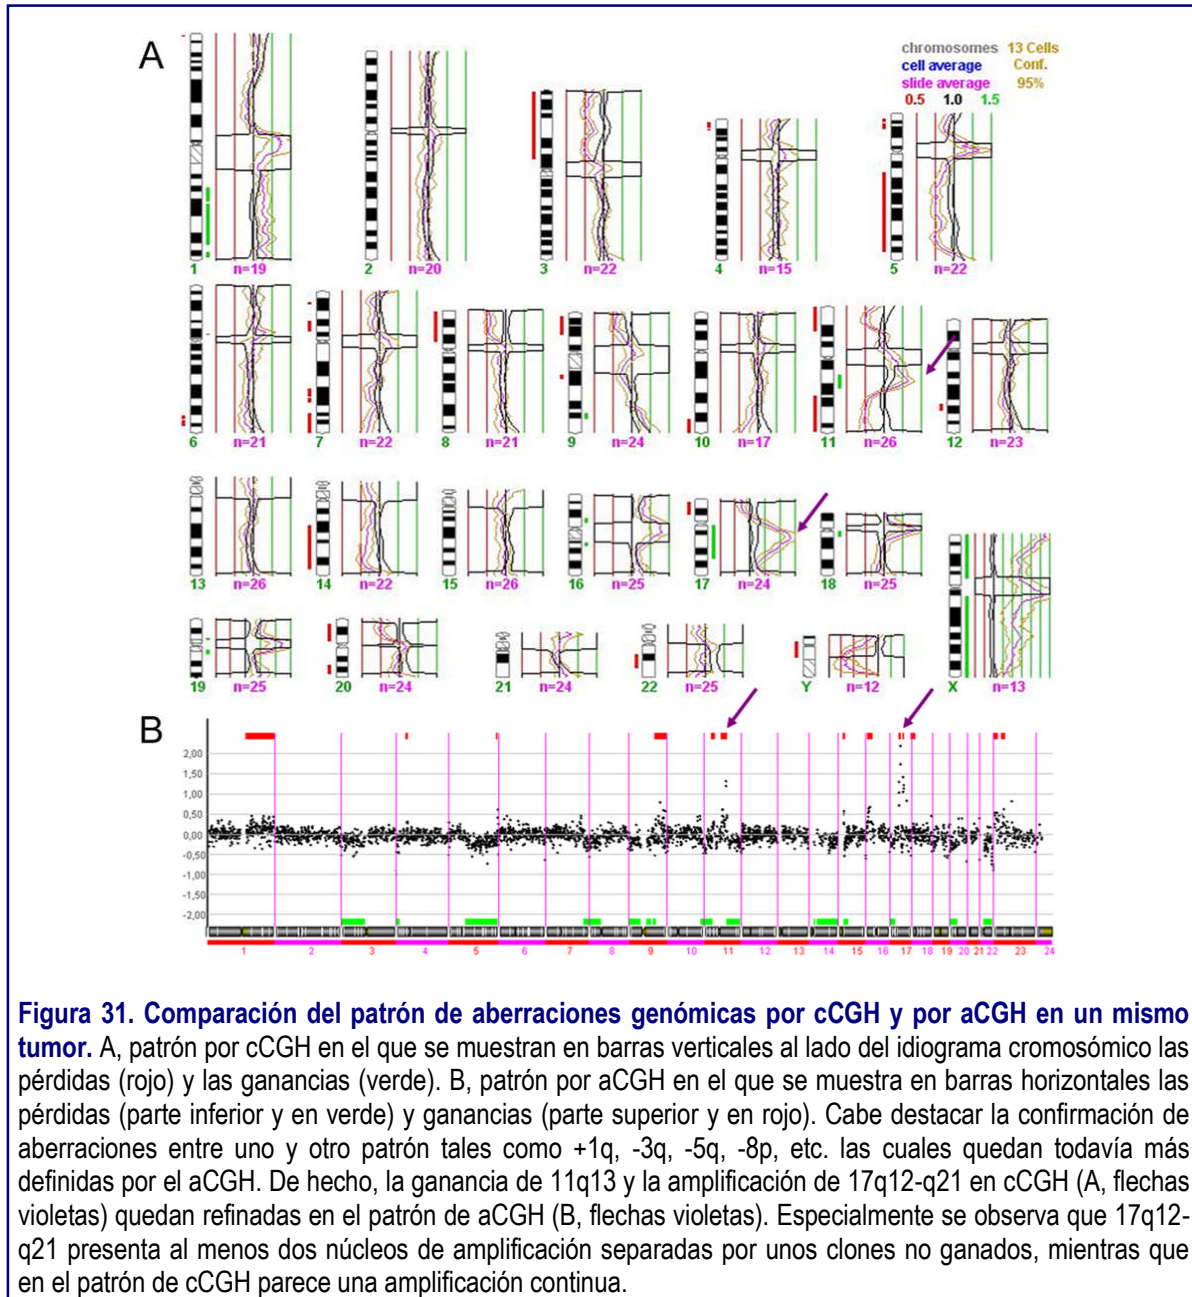 A
chromosomes 13 Cells
cell average Conf.
slide average 95%
0.5 1.0 1.5
1 n=19 2 n=20 3 n=22 4 n=15 5 n=22
6 n=21 7 n=22 8 n=21 9 n=24 10 n=17 11 n=26 12 n=23
13 n=26 14 n=22 15 n=26 16 n=25 17 n=24 18 n=25
19 n=25 20 n=24 21 n=24 22 n=25 Y n=12 X n=13
B
2,00
1,50
1,00
0,50
0,00
-0,50
-1,00
-1,50
-2,00
1 2 3 4 5 6 7 8 9 10 11 12 13 14 15 16 17 18 19 20 21 22 23 24
Figura 31. Comparación del patrón de aberraciones genómicas por cCGH y por aCGH en un mismo
tumor. A, patrón por cCGH en el que se muestran en barras verticales al lado del idiograma cromosómico las
pérdidas (rojo) y las ganancias (verde). B, patrón por aCGH en el que se muestra en barras horizontales las
pérdidas (parte inferior y en verde) y ganancias (parte superior y en rojo). Cabe destacar la confirmación de
aberraciones entre uno y otro patrón tales como +1q, -3q, -5q, -8p, etc. las cuales quedan todavía más
definidas por el aCGH. De hecho, la ganancia de 11q13 y la amplificación de 17q12-q21 en cCGH (A, flechas
violetas) quedan refinadas en el patrón de aCGH (B, flechas violetas). Especialmente se observa que 17q12-
q21 presenta al menos dos núcleos de amplificación separadas por unos clones no ganados, mientras que
en el patrón de cCGH parece una amplificación continua.